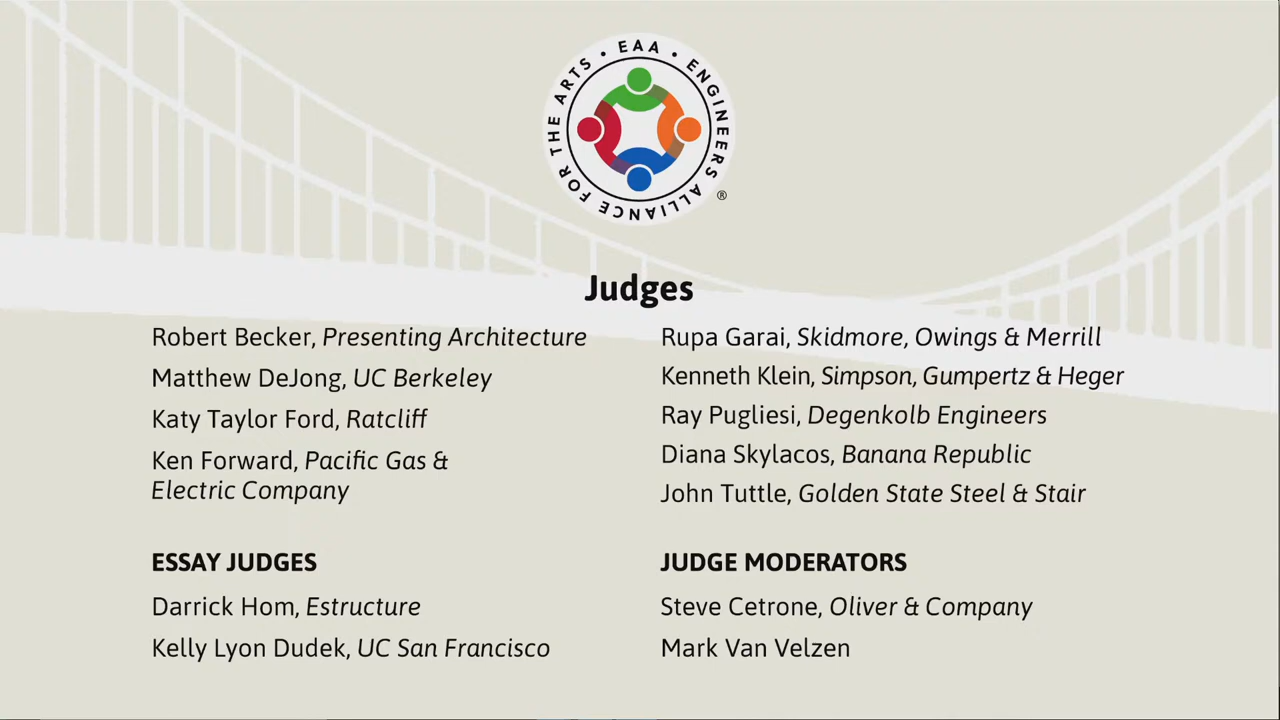 EAA • ENGINEERS ALLIANCE FOR THE ARTS •
®
Judges
Robert Becker, Presenting Architecture
Matthew DeJong, UC Berkeley
Katy Taylor Ford, Ratcliff
Ken Forward, Pacific Gas &
Electric Company
Rupa Garai, Skidmore, Owings & Merrill
Kenneth Klein, Simpson, Gumpertz & Heger
Ray Pugliesi, Degenkolb Engineers
Diana Skylacos, Banana Republic
John Tuttle, Golden State Steel & Stair
ESSAY JUDGES
Darrick Hom, Estructure
Kelly Lyon Dudek, UC San Francisco
JUDGE MODERATORS
Steve Cetrone, Oliver & Company
Mark Van Velzen